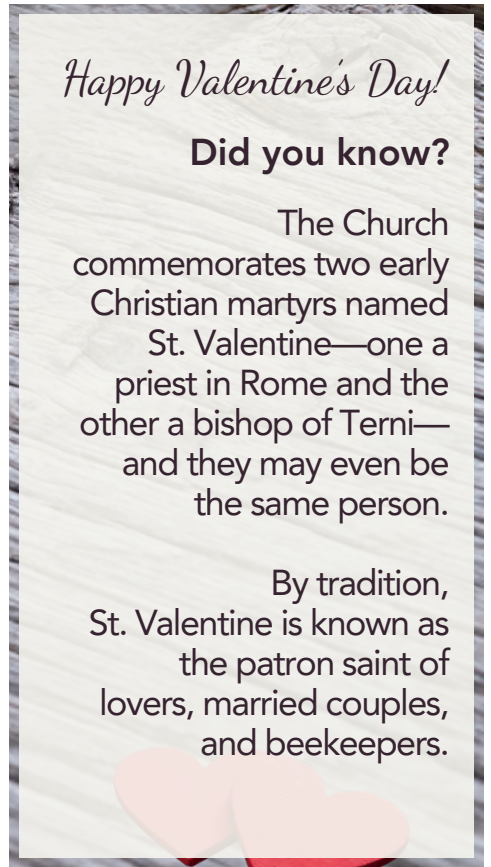 Happy Valentine's Day!
Did you know?
The Church
commemorates two early
Christian martyrs named
St. Valentine—one a
priest in Rome and the
other a bishop of Terni—
and they may even be
the same person.
By tradition,
St. Valentine is known as
the patron saint of
lovers, married couples,
and beekeepers.